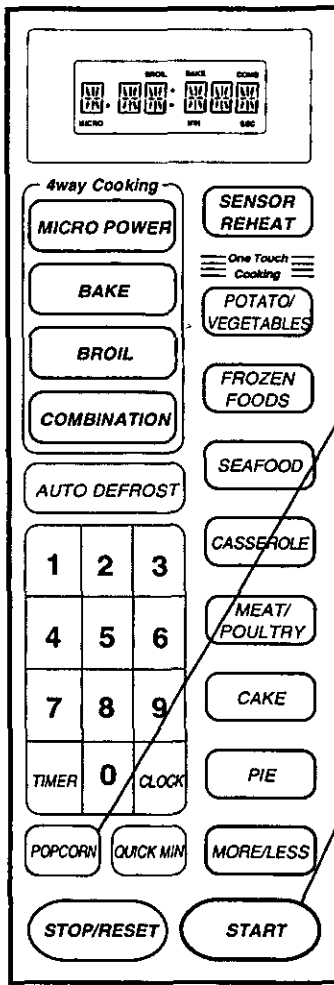 BROIL BAKE COMB
MICRO MIN SEC
4way Cooking
MICRO POWER
BAKE
BROIL
COMBINATION
AUTO DEFROST
1 2 3
4 5 6
7 8 9
TIMER 0 CLOCK
POPCORN QUICK MIN
STOP/RESET
SENSOR
REHEAT
One Touch
Cooking
POTATO/
VEGETABLES
FROZEN
FOODS
SEAFOOD
CASSEROLE
MEAT/
POULTRY
CAKE
PIE
MORE/LESS
START